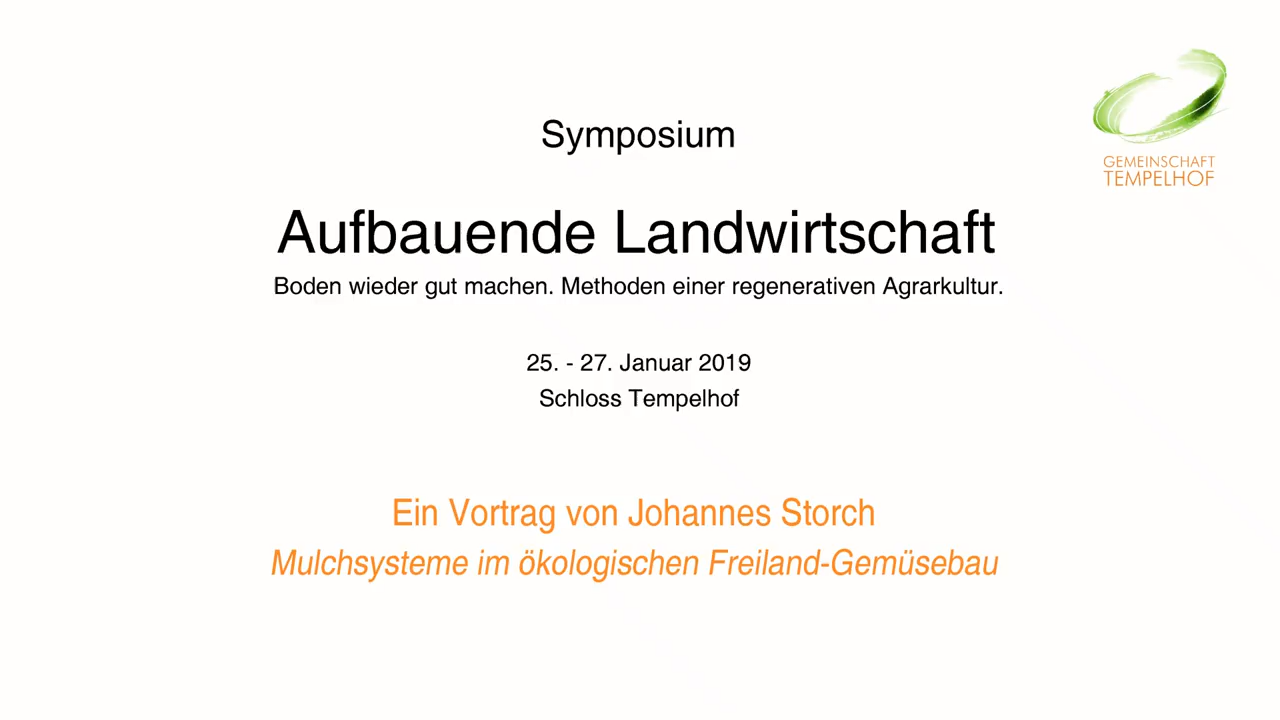 Symposium
Aufbauende Landwirtschaft
Boden wieder gut machen. Methoden einer regenerativen Agrarkultur.
25. - 27. Januar 2019
Schloss Tempelhof
Ein Vortrag von Johannes Storch
Mulchsysteme im ökologischen Freiland-Gemüsebau
GEMEINSCHAFT
TEMPELHOF